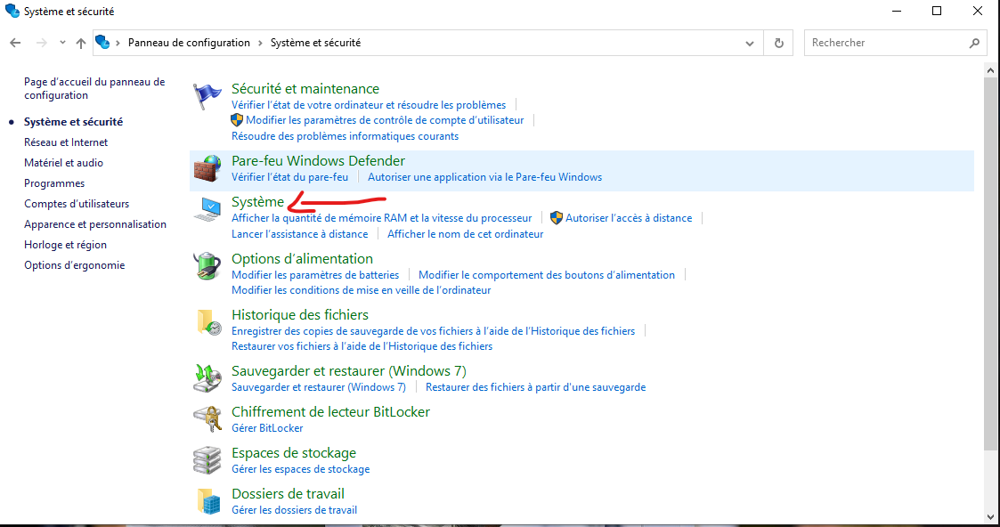 Système et sécurité
Panneau de configuration > Système et sécurité
Rechercher
Page d'accueil du panneau de
configuration
Système et sécurité
Réseau et Internet
Matériel et audio
Programmes
Comptes d'utilisateurs
Apparence et personnalisation
Horloge et région
Options d'ergonomie
Sécurité et maintenance
Vérifier l'état de votre ordinateur et résoudre les problèmes
Modifier les paramètres de contrôle de compte d'utilisateur
Résoudre des problèmes informatiques courants
Pare-feu Windows Defender
Vérifier l'état du pare-feu | Autoriser une application via le Pare-feu Windows
Système
Afficher la quantité de mémoire RAM et la vitesse du processeur | Autoriser l'accès à distance
Lancer l'assistance à distance | Afficher le nom de cet ordinateur
Options d'alimentation
Modifier les paramètres de batteries | Modifier le comportement des boutons d'alimentation
Modifier les conditions de mise en veille de l'ordinateur
Historique des fichiers
Enregistrer des copies de sauvegarde de vos fichiers à l'aide de l'Historique des fichiers
Restaurer vos fichiers à l'aide de l'Historique des fichiers
Sauvegarder et restaurer (Windows 7)
Sauvegarder et restaurer (Windows 7) | Restaurer des fichiers à partir d'une sauvegarde
Chiffrement de lecteur BitLocker
Gérer BitLocker
Espaces de stockage
Gérer les espaces de stockage
Dossiers de travail
Gérer les dossiers de travail